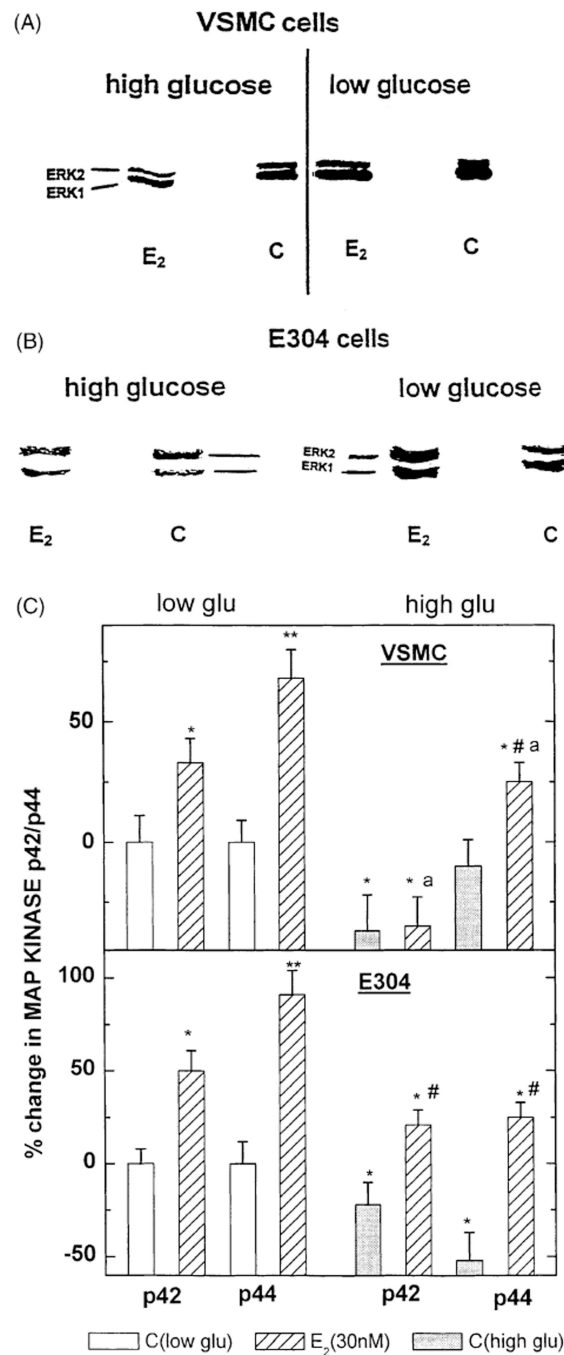 (A)
VSMC cells
high glucose
low glucose
ERK2
ERK1
E₂
C
E₂
C
(B)
E304 cells
high glucose
low glucose
ERK2
ERK1
E₂
C
E₂
C
(C)
low glu
high glu
% change in MAP KINASE p42/p44
VSMC
50
0
*
**
*
* a
* # a
E304
100
50
0
-50
*
**
*
* #
*
* #
p42
p44
p42
p44
C(low glu)
E₂(30nM)
C(high glu)